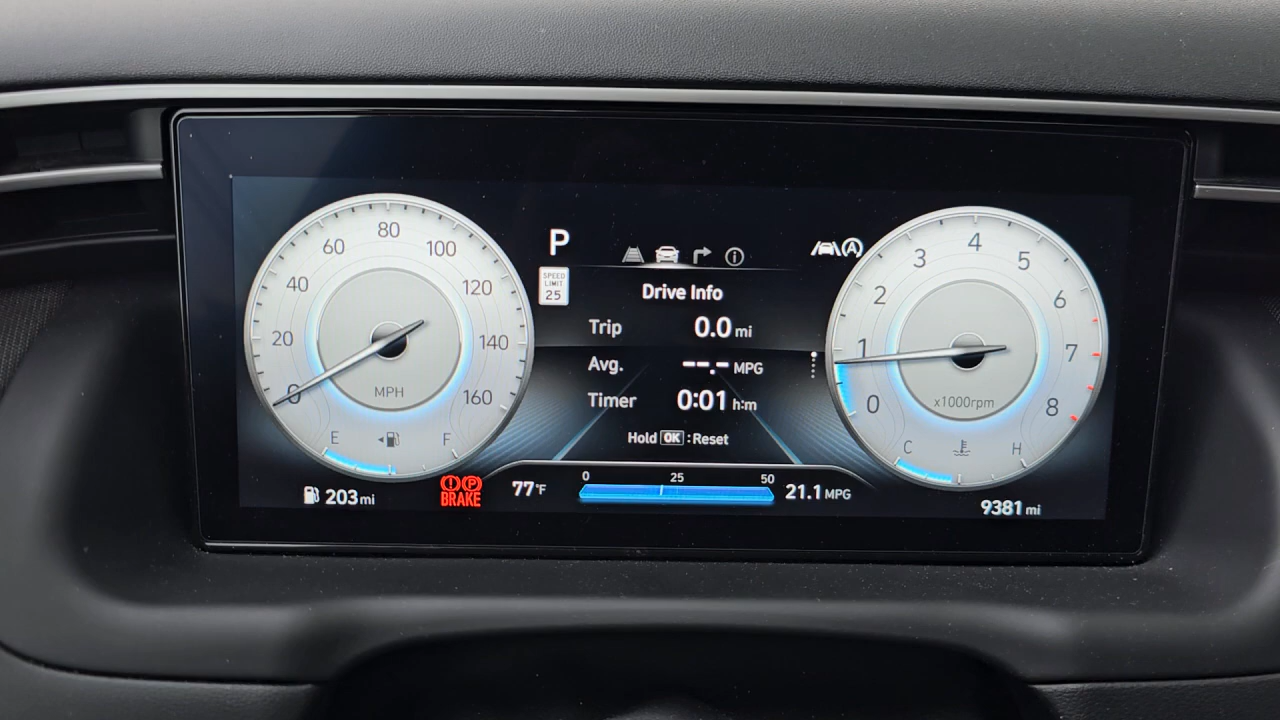 80
60
100
40
120
20
140
0
160
MPH
E
F
P
SPEED
LIMIT
25
Drive Info
Trip 0.0 mi
Avg. --.- MPG
Timer 0:01 h:m
Hold OK : Reset
A
4
3
5
2
6
1
7
0
8
x1000rpm
C
H
203 mi
P
BRAKE
77°F
0 25 50
21.1 MPG
9381 mi